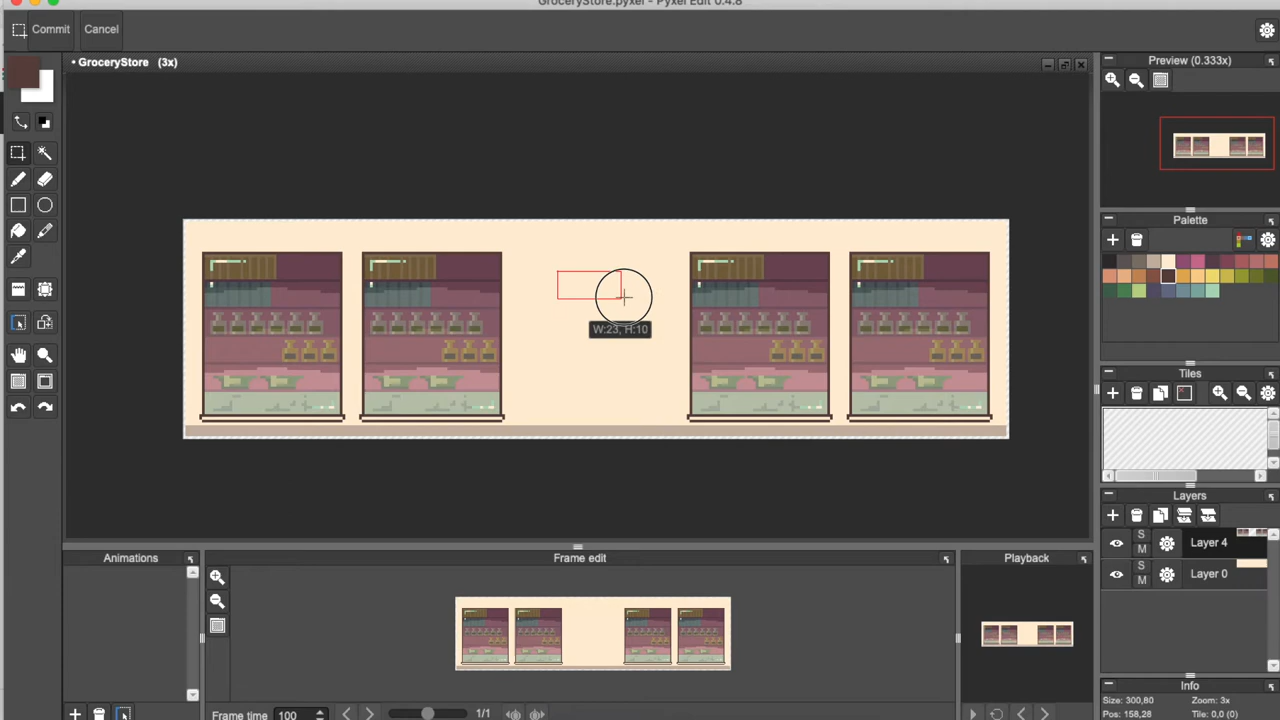 GroceryStore.pyxel - Pyxel Edit 0.4.8
Commit
Cancel
• GroceryStore (3x)
Preview (0.333x)
Palette
W:23, H:10
Tiles
Layers
S
M
Layer 4
S
M
Layer 0
Animations
Frame edit
Playback
Info
Size: 300,80
Zoom: 3x
Pos: 158,28
Tile: 0,0 (0)
Frame time
100
1/1